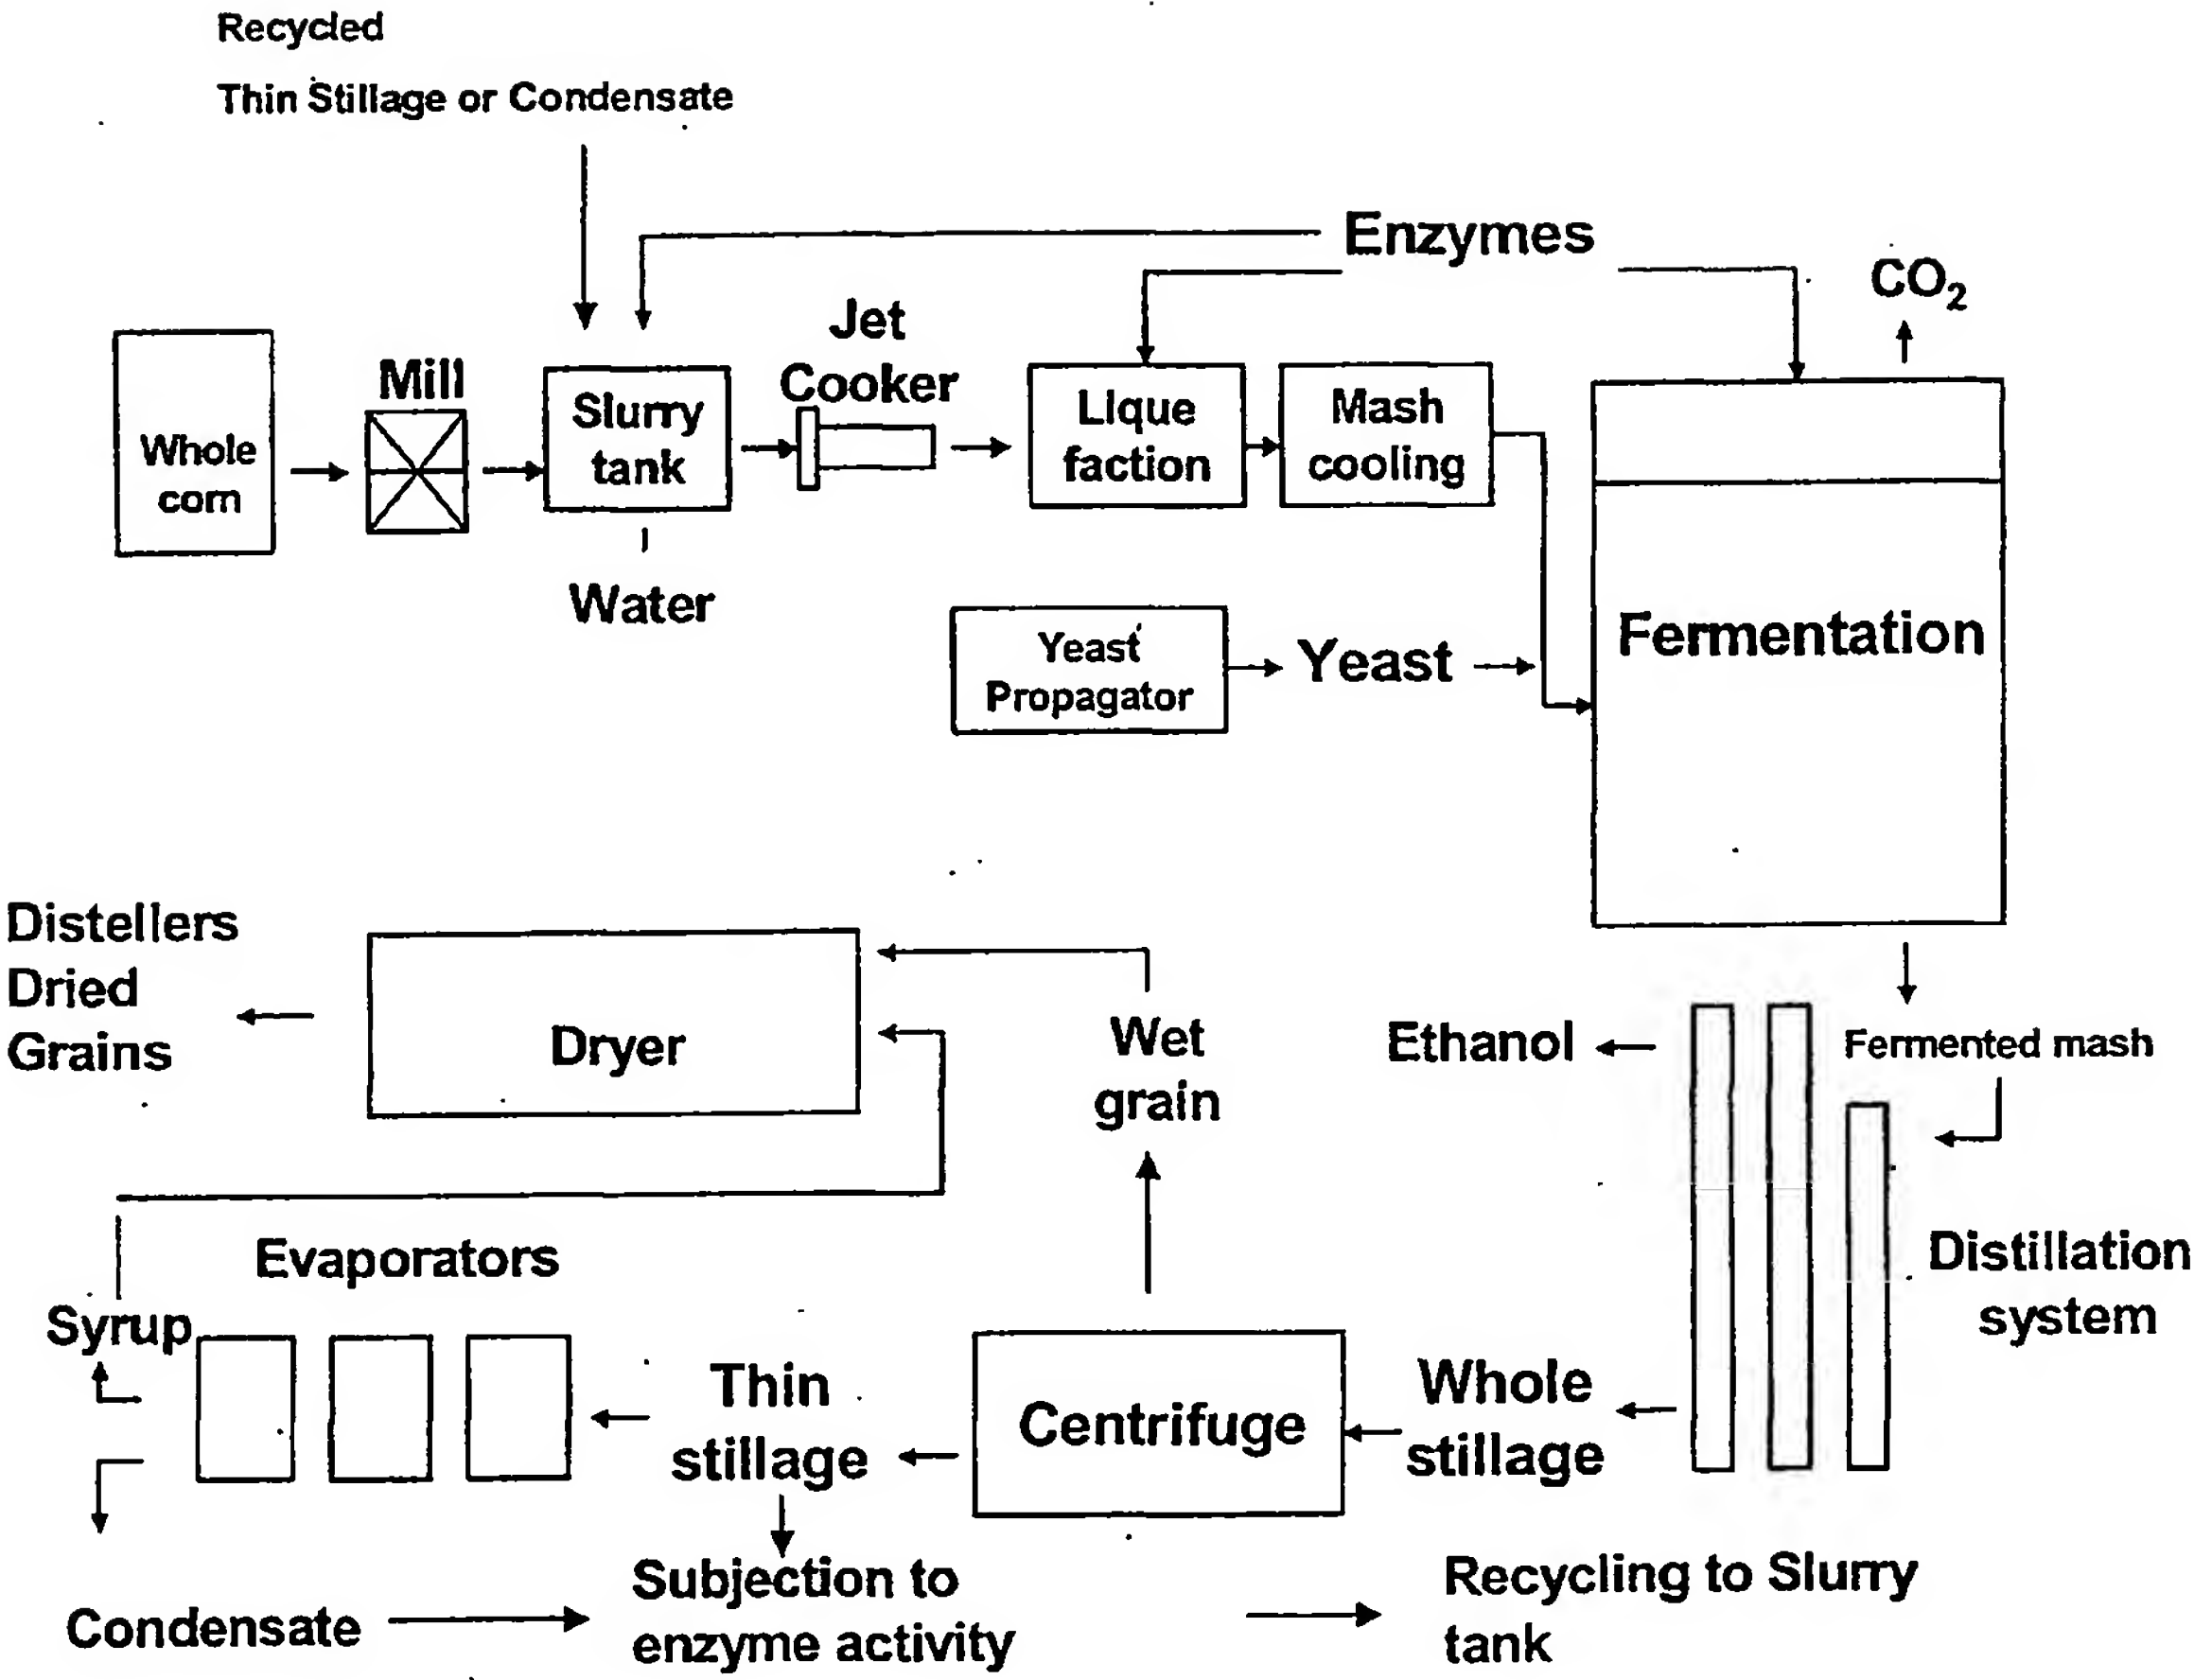 Recycled
Thin Stillage or Condensate
Enzymes
CO₂
Jet
Cooker
Mill
Whole
corn
Slurry
tank
Lique
faction
Mash
cooling
Water
Yeast
Propagator
Yeast
Fermentation
Distellers
Dried
Grains
Dryer
Wet
grain
Ethanol
Fermented mash
Distillation
system
Evaporators
Syrup
Thin
stillage
Centrifuge
Whole
stillage
Condensate
Subjection to
enzyme activity
Recycling to Slurry
tank